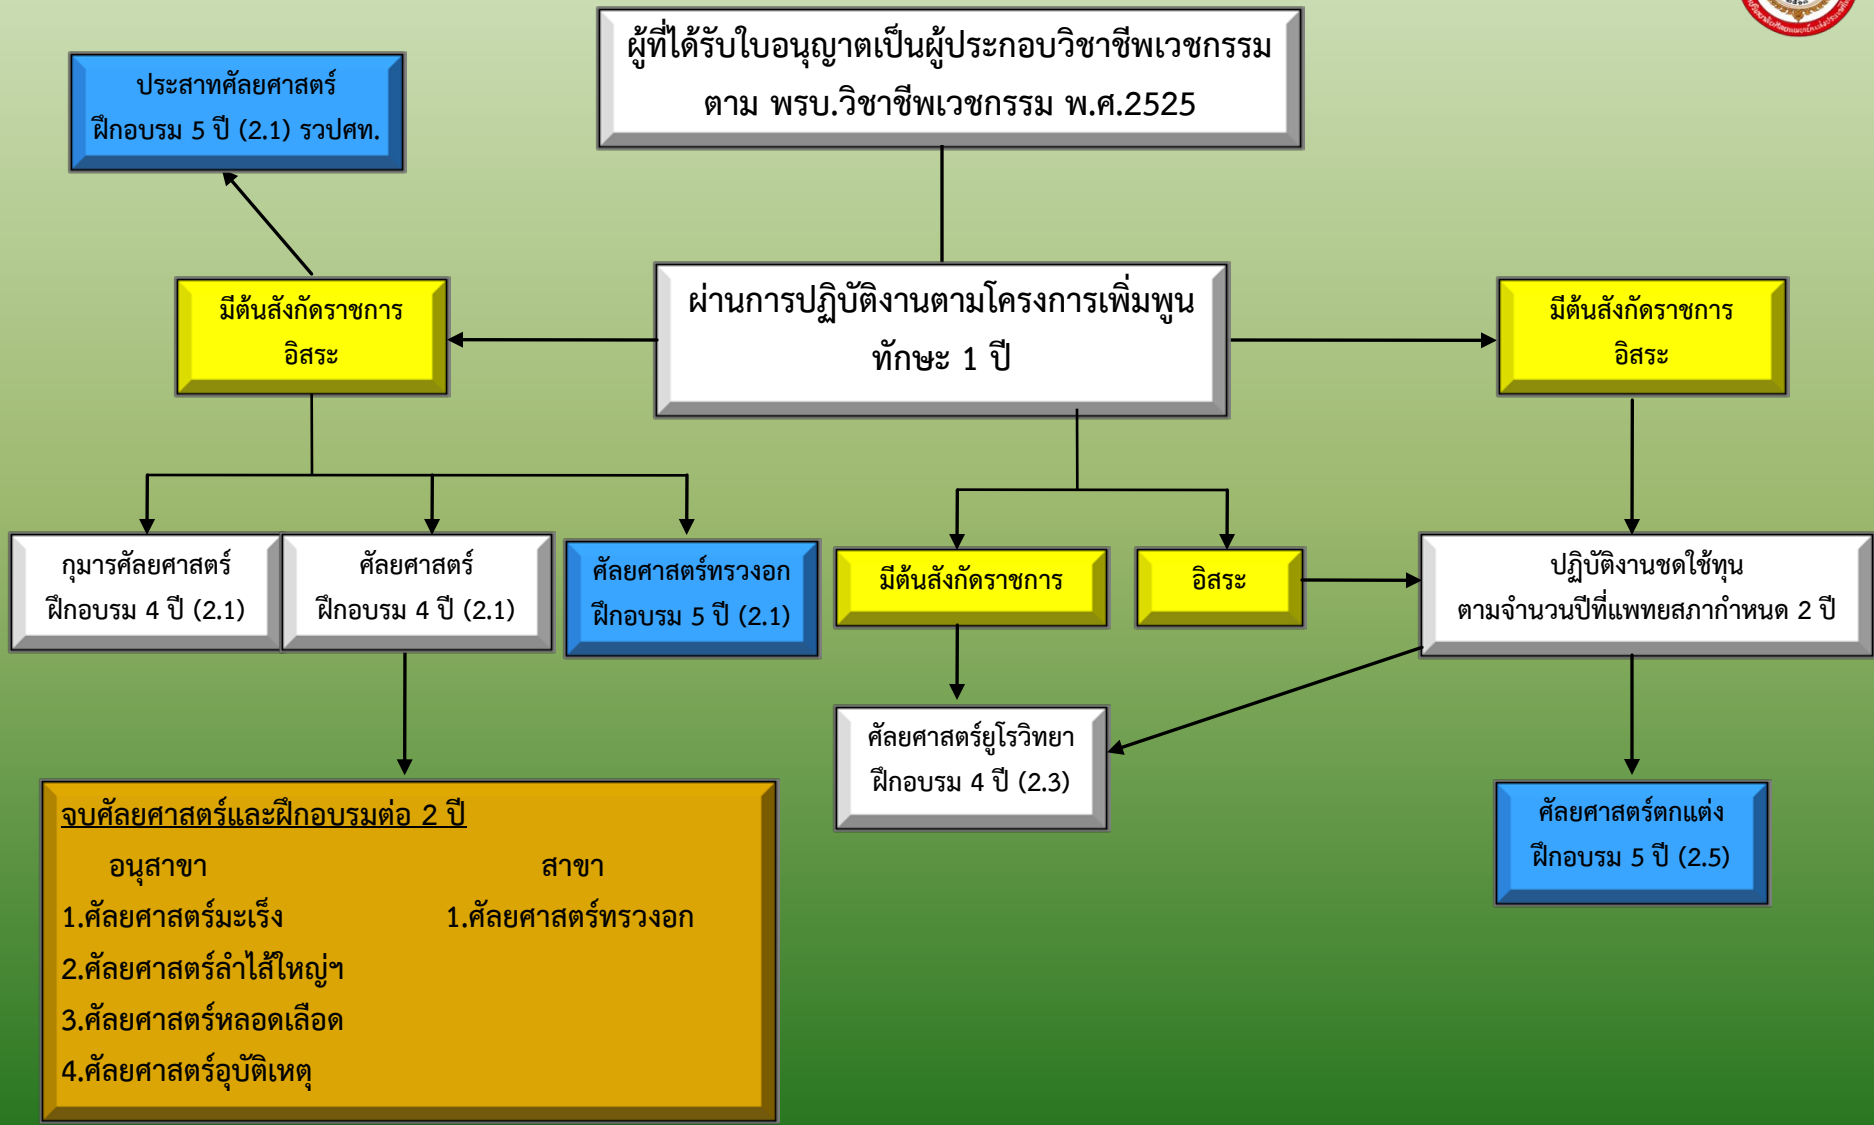 ผู้ที่ได้รับใบอนุญาตเป็นผู้ประกอบวิชาชีพเวชกรรม
ตาม พรบ.วิชาชีพเวชกรรม พ.ศ.2525
ประสาทศัลยศาสตร์
ฝึกอบรม 5 ปี (2.1) รวปศท.
มีต้นสังกัดราชการ
อิสระ
ผ่านการปฏิบัติงานตามโครงการเพิ่มพูน
ทักษะ 1 ปี
มีต้นสังกัดราชการ
อิสระ
กุมารศัลยศาสตร์
ฝึกอบรม 4 ปี (2.1)
ศัลยศาสตร์
ฝึกอบรม 4 ปี (2.1)
ศัลยศาสตร์ทรวงอก
ฝึกอบรม 5 ปี (2.1)
มีต้นสังกัดราชการ
อิสระ
ปฏิบัติงานชดใช้ทุน
ตามจำนวนปีที่แพทยสภากำหนด 2 ปี
ศัลยศาสตร์ยูโรวิทยา
ฝึกอบรม 4 ปี (2.3)
ศัลยศาสตร์ตกแต่ง
ฝึกอบรม 5 ปี (2.5)
จบศัลยศาสตร์และฝึกอบรมต่อ 2 ปี
อนุสาขา สาขา
1.ศัลยศาสตร์มะเร็ง 1.ศัลยศาสตร์ทรวงอก
2.ศัลยศาสตร์ลำไส้ใหญ่ฯ
3.ศัลยศาสตร์หลอดเลือด
4.ศัลยศาสตร์อุบัติเหตุ